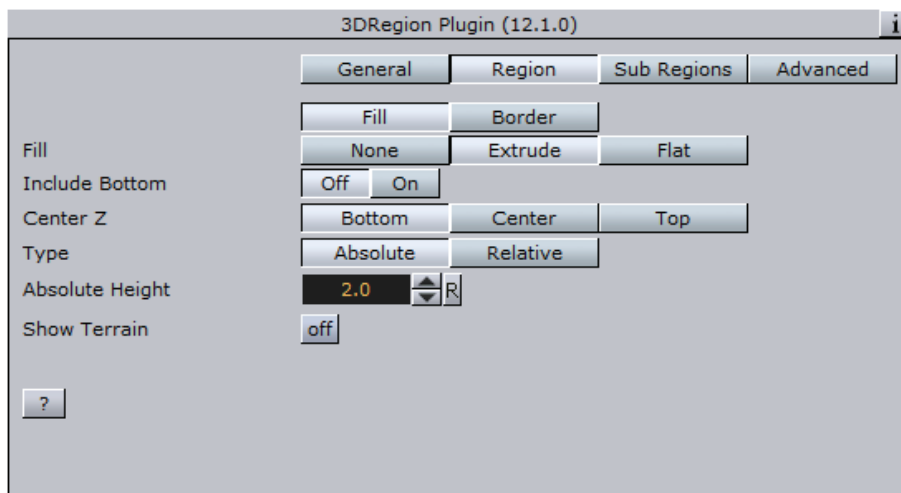 3DRegion Plugin (12.1.0) i
General Region Sub Regions Advanced
Fill Border
Fill None Extrude Flat
Include Bottom Off On
Center Z Bottom Center Top
Type Absolute Relative
Absolute Height 2.0 R
Show Terrain off
?